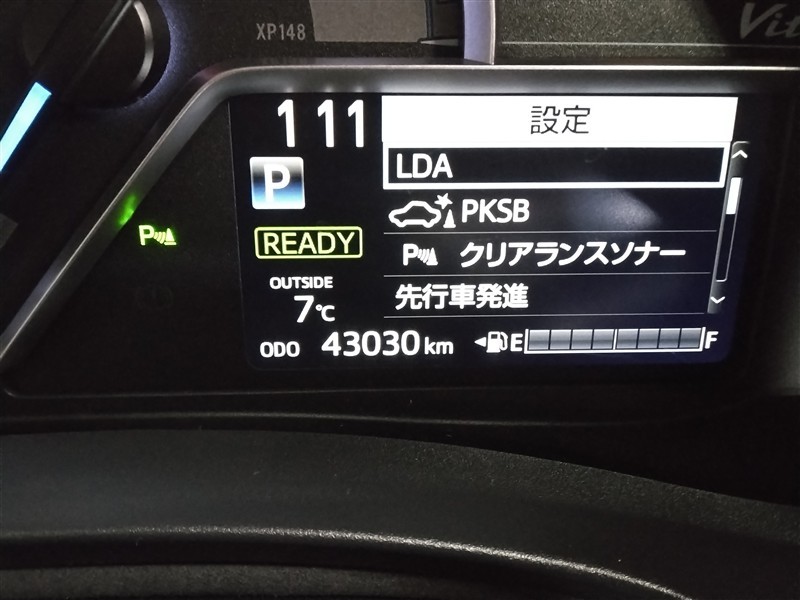 XP148
Vit
111
P
READY
OUTSIDE
7℃
ODO 43030 km
設定
LDA
PKSB
P クリアランスソナー
先行車発進
E F
P